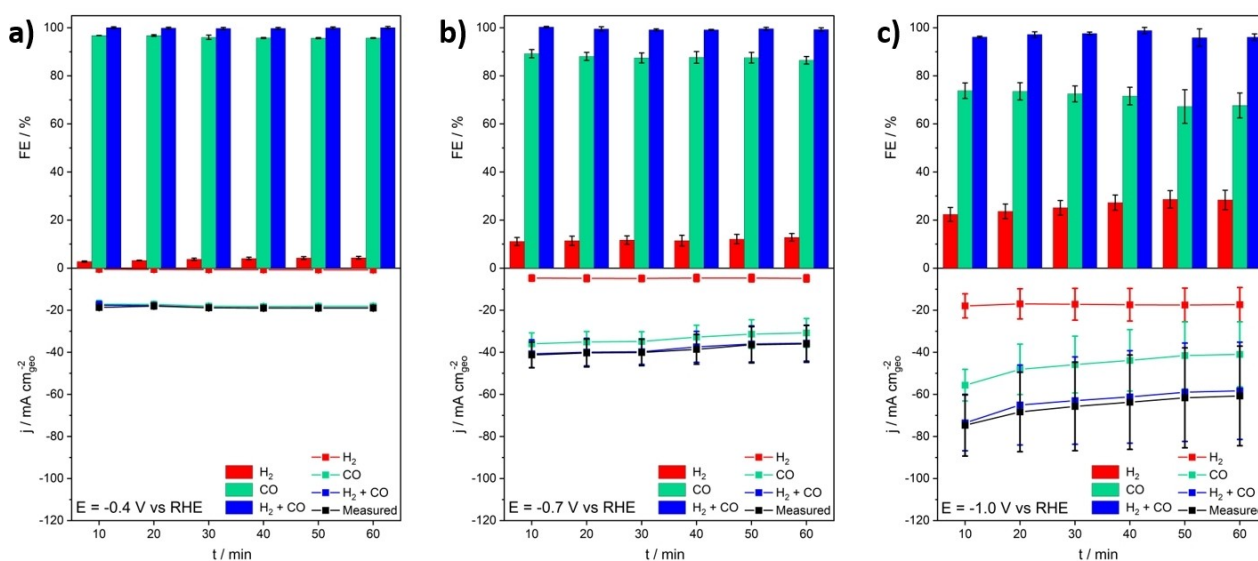 a)
100
80
60
40
20
0
-20
-40
-60
-80
-100
-120
FE / %
j / mA cm⁻²geo
H₂
CO
H₂ + CO
H₂
CO
H₂ + CO
Measured
E = -0.4 V vs RHE
10 20 30 40 50 60
t / min
b)
100
80
60
40
20
0
-20
-40
-60
-80
-100
-120
FE / %
j / mA cm⁻²geo
H₂
CO
H₂ + CO
H₂
CO
H₂ + CO
Measured
E = -0.7 V vs RHE
10 20 30 40 50 60
t / min
c)
100
80
60
40
20
0
-20
-40
-60
-80
-100
-120
FE / %
j / mA cm⁻²geo
H₂
CO
H₂ + CO
H₂
CO
H₂ + CO
Measured
E = -1.0 V vs RHE
10 20 30 40 50 60
t / min